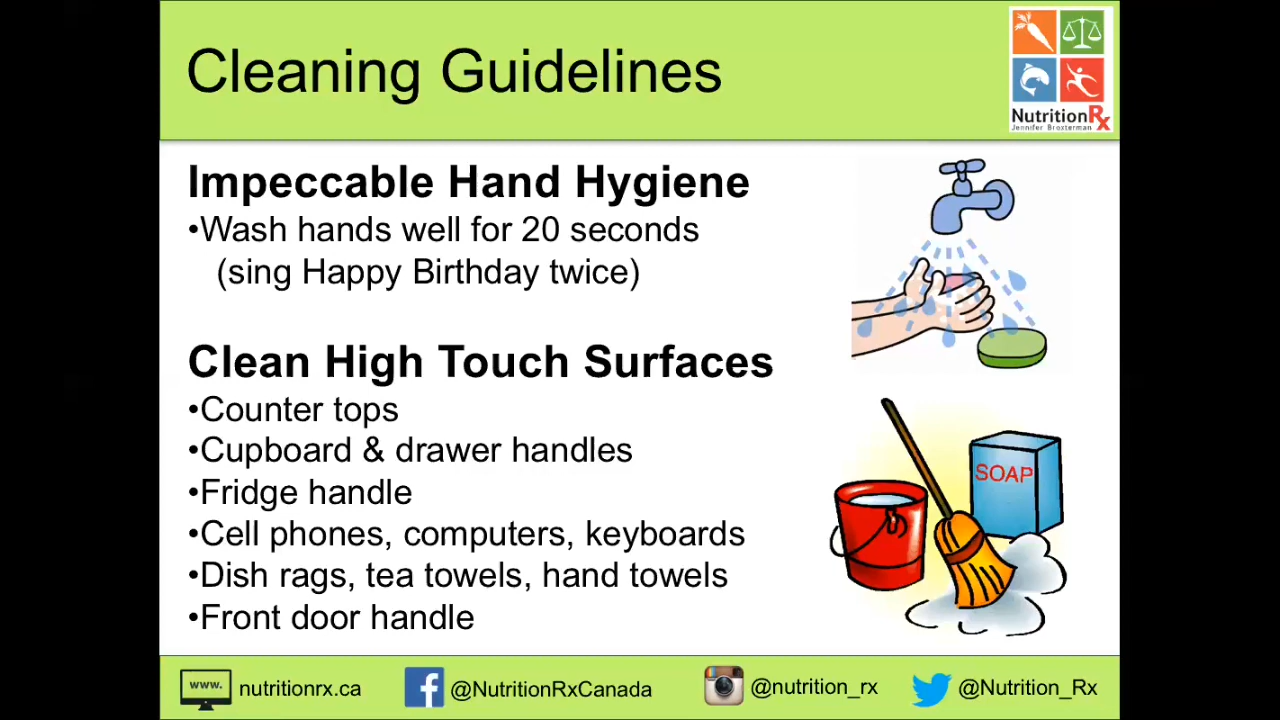 Cleaning Guidelines
NutritionRx
Jennifer Broxterman
Impeccable Hand Hygiene
•Wash hands well for 20 seconds
(sing Happy Birthday twice)
Clean High Touch Surfaces
•Counter tops
•Cupboard & drawer handles
•Fridge handle
•Cell phones, computers, keyboards
•Dish rags, tea towels, hand towels
•Front door handle
SOAP
www. nutritionrx.ca @NutritionRxCanada @nutrition_rx @Nutrition_Rx